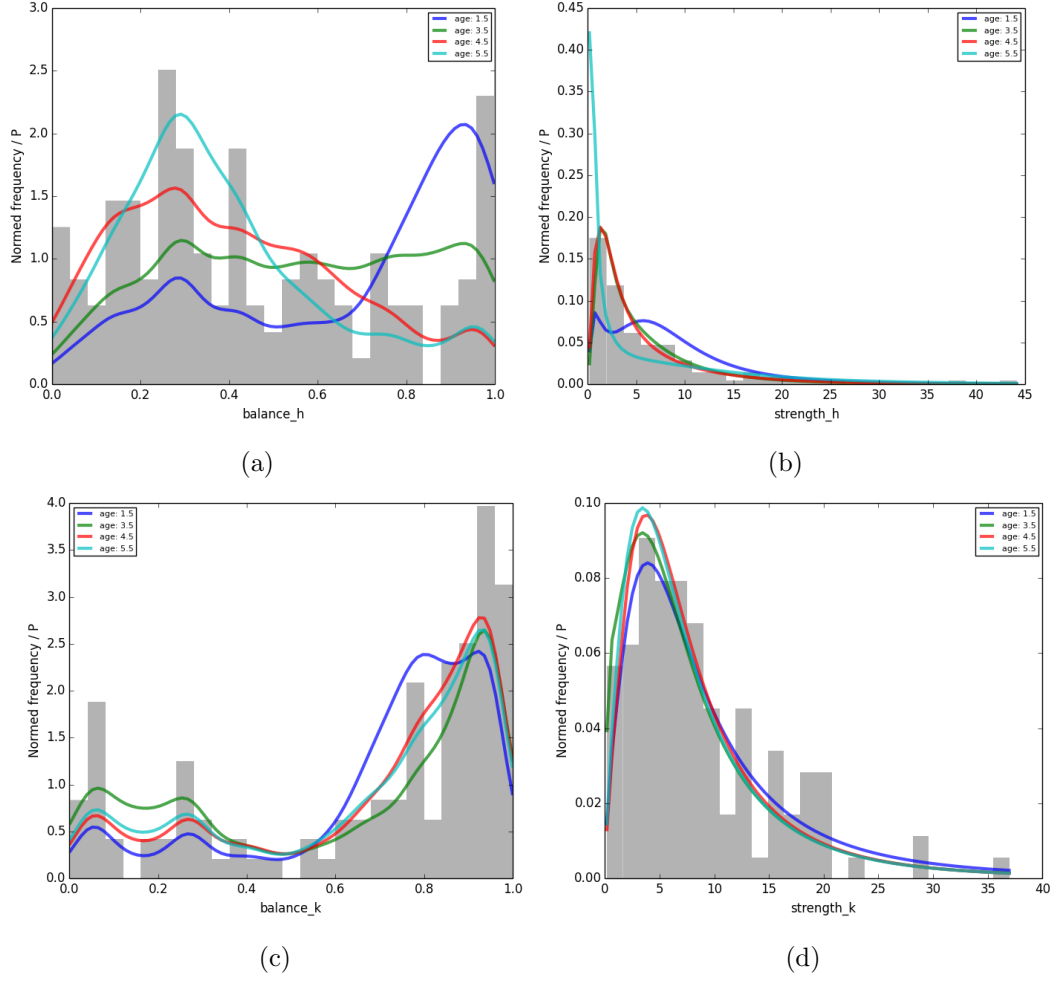 3.0
2.5
2.0
1.5
1.0
0.5
0.0
0.0 0.2 0.4 0.6 0.8 1.0
Normed frequency / P
balance_h
age: 1.5
age: 3.5
age: 4.5
age: 5.5
(a)
0.45
0.40
0.35
0.30
0.25
0.20
0.15
0.10
0.05
0.00
0 5 10 15 20 25 30 35 40 45
Normed frequency / P
strength_h
age: 1.5
age: 3.5
age: 4.5
age: 5.5
(b)
4.0
3.5
3.0
2.5
2.0
1.5
1.0
0.5
0.0
0.0 0.2 0.4 0.6 0.8 1.0
Normed frequency / P
balance_k
age: 1.5
age: 3.5
age: 4.5
age: 5.5
(c)
0.10
0.08
0.06
0.04
0.02
0.00
0 5 10 15 20 25 30 35 40
Normed frequency / P
strength_k
age: 1.5
age: 3.5
age: 4.5
age: 5.5
(d)